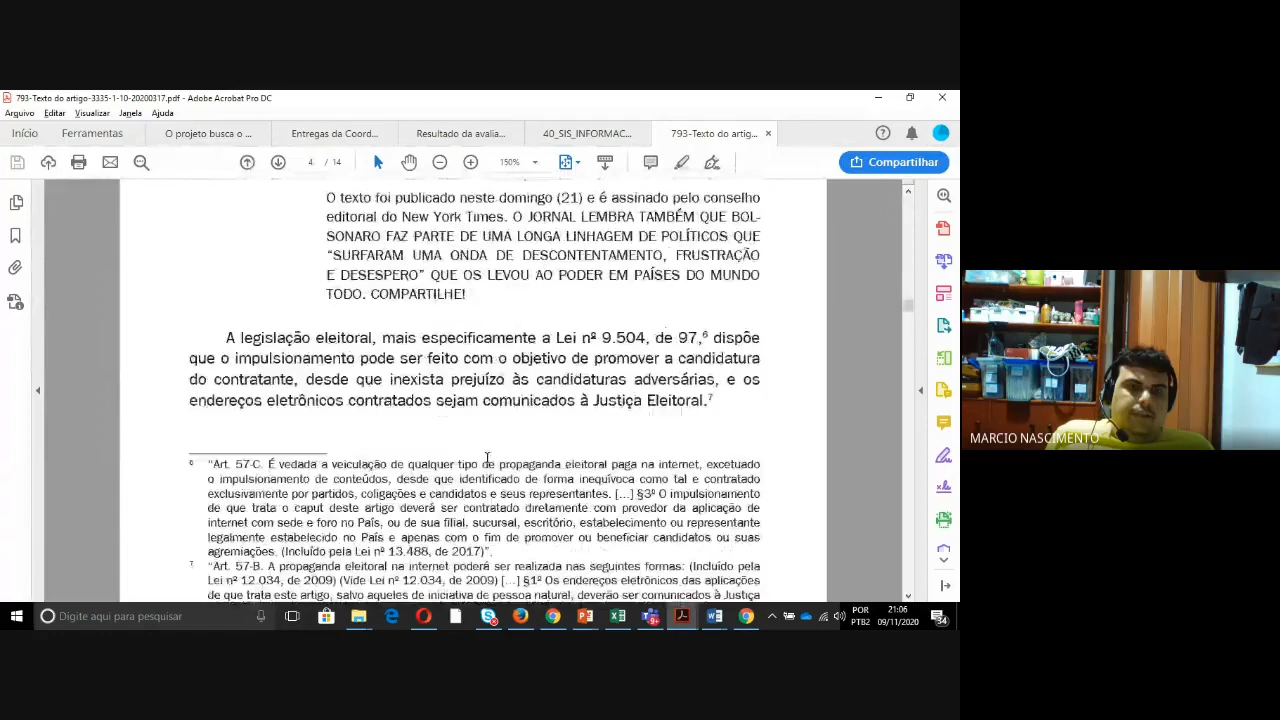 793-Texto do artigo-3335-1-10-20200317.pdf - Adobe Acrobat Pro DC
Arquivo Editar Visualizar Janela Ajuda
Início Ferramentas O projeto busca o ... Entregas da Coord... Resultado da avalia... 40_SIS_INFORMAC... 793-Texto do artig... ×
4 / 14 150% Compartilhar
O texto foi publicado neste domingo (21) e é assinado pelo conselho
editorial do New York Times. O JORNAL LEMBRA TAMBÉM QUE BOL-
SONARO FAZ PARTE DE UMA LONGA LINHAGEM DE POLÍTICOS QUE
“SURFARAM UMA ONDA DE DESCONTENTAMENTO, FRUSTRAÇÃO
E DESESPERO” QUE OS LEVOU AO PODER EM PAÍSES DO MUNDO
TODO. COMPARTILHE!
A legislação eleitoral, mais especificamente a Lei nº 9.504, de 97,⁶ dispõe
que o impulsionamento pode ser feito com o objetivo de promover a candidatura
do contratante, desde que inexista prejuízo às candidaturas adversárias, e os
endereços eletrônicos contratados sejam comunicados à Justiça Eleitoral.⁷
⁶ “Art. 57-C. É vedada a veiculação de qualquer tipo de propaganda eleitoral paga na internet, excetuado
o impulsionamento de conteúdos, desde que identificado de forma inequívoca como tal e contratado
exclusivamente por partidos, coligações e candidatos e seus representantes. [...] §3º O impulsionamento
de que trata o caput deste artigo deverá ser contratado diretamente com provedor da aplicação de
internet com sede e foro no País, ou de sua filial, sucursal, escritório, estabelecimento ou representante
legalmente estabelecido no País e apenas com o fim de promover ou beneficiar candidatos ou suas
agremiações. (Incluído pela Lei nº 13.488, de 2017)”.
⁷ “Art. 57-B. A propaganda eleitoral na internet poderá ser realizada nas seguintes formas: (Incluído pela
Lei nº 12.034, de 2009) (Vide Lei nº 12.034, de 2009) [...] §1º Os endereços eletrônicos das aplicações
de que trata este artigo, salvo aqueles de iniciativa de pessoa natural, deverão ser comunicados à Justiça
MARCIO NASCIMENTO
Digite aqui para pesquisar
9+
POR
PTB2
21:06
09/11/2020
34